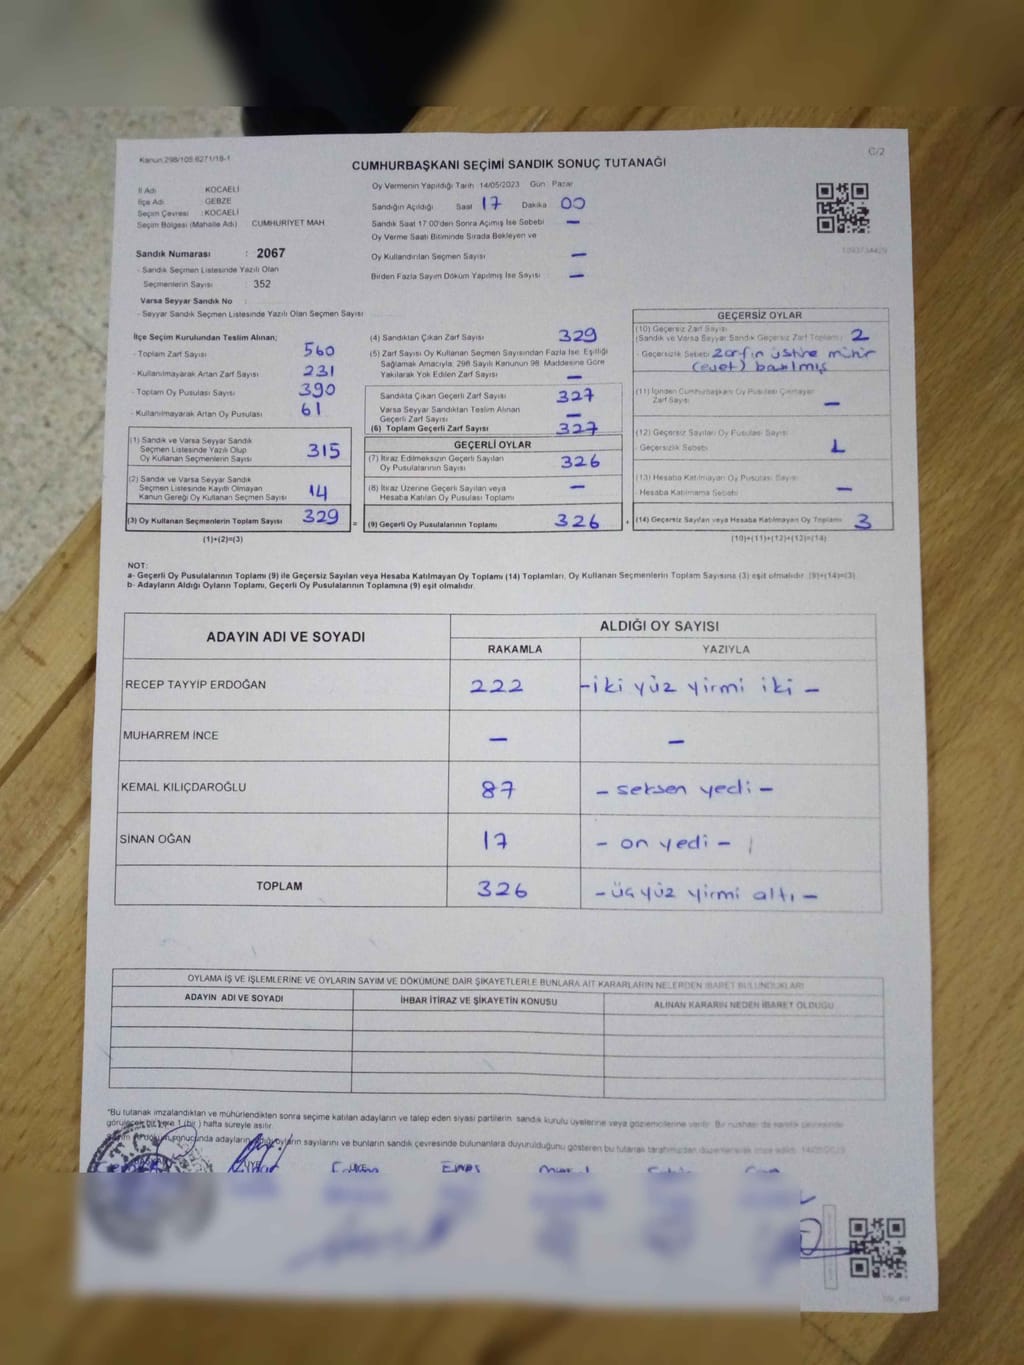 Kanun 298/105 6271/18-1
C/2
CUMHURBAŞKANI SEÇİMİ SANDIK SONUÇ TUTANAĞI
İl Adı KOCAELİ
İlçe Adı : GEBZE
Seçim Çevresi : KOCAELİ
Seçim Bölgesi (Mahalle Adı) CUMHURİYET MAH
Sandık Numarası : 2067
- Sandık Seçmen Listesinde Yazılı Olan
Seçmenlerin Sayısı : 352
Varsa Seyyar Sandık No :
- Seyyar Sandık Seçmen Listesinde Yazılı Olan Seçmen Sayısı
Oy Vermenin Yapıldığı Tarih 14/05/2023 Gün : Pazar
Sandığın Açıldığı Saat 17 Dakika 00
Sandık Saat 17:00'den Sonra Açılmış İse Sebebi —
Oy Verme Saati Bitiminde Sırada Bekleyen ve
Oy Kullandırılan Seçmen Sayısı —
Birden Fazla Sayım Döküm Yapılmış İse Sayısı —
İlçe Seçim Kurulundan Teslim Alınan;
- Toplam Zarf Sayısı 560
- Kullanılmayarak Artan Zarf Sayısı 231
- Toplam Oy Pusulası Sayısı 390
- Kullanılmayarak Artan Oy Pusulası 61
(1) Sandık ve Varsa Seyyar Sandık
Seçmen Listesinde Yazılı Olup
Oy Kullanan Seçmenlerin Sayısı 315
(2) Sandık ve Varsa Seyyar Sandık
Seçmen Listesinde Kayıtlı Olmayan
Kanun Gereği Oy Kullanan Seçmen Sayısı 14
(3) Oy Kullanan Seçmenlerin Toplam Sayısı 329 =
(1)+(2)=(3)
(4) Sandıktan Çıkan Zarf Sayısı 329
(5) Zarf Sayısı Oy Kullanan Seçmen Sayısından Fazla İse, Eşitliği
Sağlamak Amacıyla, 298 Sayılı Kanunun 98. Maddesine Göre
Yakılarak Yok Edilen Zarf Sayısı —
Sandıkta Çıkan Geçerli Zarf Sayısı 327
Varsa Seyyar Sandıktan Teslim Alınan
Geçerli Zarf Sayısı —
(6) Toplam Geçerli Zarf Sayısı 327
GEÇERLİ OYLAR
(7) İtiraz Edilmeksizin Geçerli Sayılan
Oy Pusulalarının Sayısı 326
(8) İtiraz Üzerine Geçerli Sayılan veya
Hesaba Katılan Oy Pusulası Toplamı —
(9) Geçerli Oy Pusulalarının Toplamı 326 +
GEÇERSİZ OYLAR
(10) Geçersiz Zarf Sayısı
(Sandık ve Varsa Seyyar Sandık Geçersiz Zarf Toplamı) 2
- Geçersizlik Sebebi: Zarfın üstüne mühür
(evet) basılmış
(11) İçinden Cumhurbaşkanı Oy Pusulası Çıkmayan
Zarf Sayısı —
(12) Geçersiz Sayılan Oy Pusulası Sayısı
- Geçersizlik Sebebi 1
(13) Hesaba Katılmayan Oy Pusulası Sayısı
Hesaba Katılmama Sebebi —
(14) Geçersiz Sayılan veya Hesaba Katılmayan Oy Toplamı 3
(10)+(11)+(12)+(13)=(14)
NOT:
a- Geçerli Oy Pusulalarının Toplamı (9) ile Geçersiz Sayılan veya Hesaba Katılmayan Oy Toplamı (14) Toplamları, Oy Kullanan Seçmenlerin Toplam Sayısına (3) eşit olmalıdır. (9)+(14)=(3)
b- Adayların Aldığı Oyların Toplamı, Geçerli Oy Pusulalarının Toplamına (9) eşit olmalıdır.
ADAYIN ADI VE SOYADI
ALDIĞI OY SAYISI
RAKAMLA YAZIYLA
RECEP TAYYİP ERDOĞAN 222 - iki yüz yirmi iki -
MUHARREM İNCE — —
KEMAL KILIÇDAROĞLU 87 - seksen yedi -
SİNAN OĞAN 17 - on yedi -
TOPLAM 326 - üç yüz yirmi altı -
OYLAMA İŞ VE İŞLEMLERİNE VE OYLARIN SAYIM VE DÖKÜMÜNE DAİR ŞİKAYETLERLE BUNLARA AİT KARARLARIN NELERDEN İBARET BULUNDUKLARI
ADAYIN ADI VE SOYADI İHBAR İTİRAZ VE ŞİKAYETİN KONUSU ALINAN KARARIN NEDEN İBARET OLDUĞU
*Bu tutanak imzalandıktan ve mühürlendikten sonra seçime katılan adayların ve talep eden siyasi partilerin sandık kurulu üyelerine veya gözlemcilerine verilir. Bir nüshası da sandık çevresinde
görülecek bir yere 1 (bir) hafta süreyle asılır.
sonucunda adayların oyların sayılarını ve bunların sandık çevresinde bulunanlara duyurulduğunu gösteren bu tutanak tarafımızdan düzenlenerek imza edildi. 14/05/2023